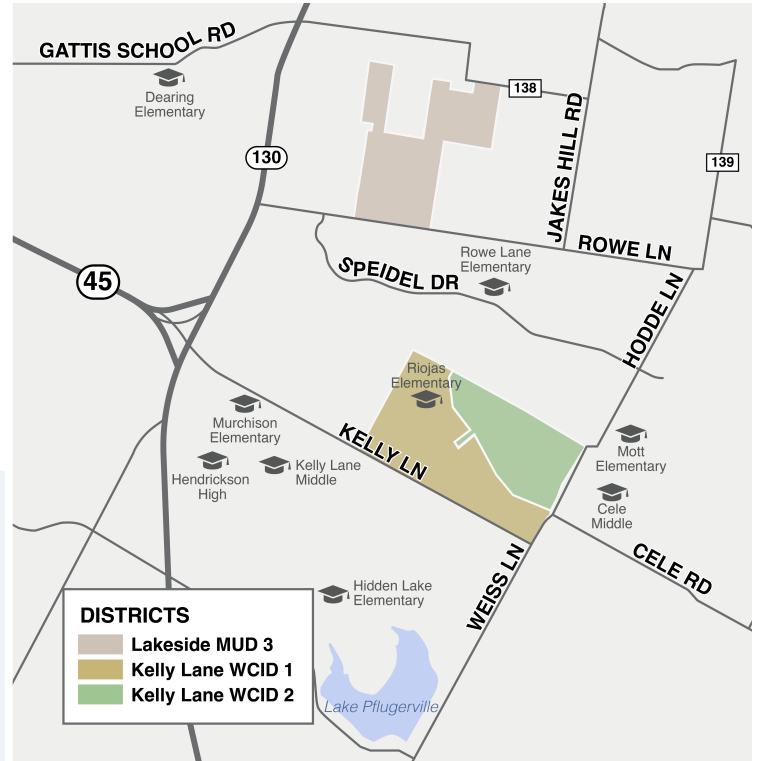 GATTIS SCHOOL RD
Dearing
Elementary
138
130
JAKES HILL RD
139
ROWE LN
Rowe Lane
Elementary
SPEIDEL DR
45
HODDE LN
Riojas
Elementary
Murchison
Elementary
KELLY LN
Mott
Elementary
Hendrickson
High
Kelly Lane
Middle
Cele
Middle
WEISS LN
CELE RD
Hidden Lake
Elementary
DISTRICTS
Lakeside MUD 3
Kelly Lane WCID 1
Kelly Lane WCID 2
Lake Pflugerville